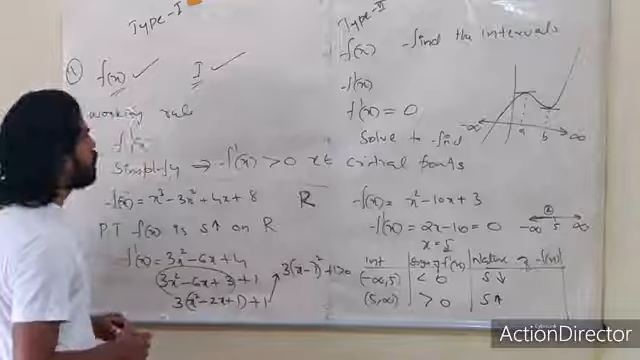 Type-I
① f(x) ✓ I ✓
working rule
f'(x)
Simplify ⇒ f'(x) > 0
f(x) = x³ - 3x² + 4x + 8 R
PT f(x) is S↑ on R
f'(x) = 3x² - 6x + 4
(3x² - 6x + 3) + 1
3(x² - 2x + 1) + 1
3(x-1)² + 1 > 0
Type-II
f(x) - find the intervals
f'(x)
f'(x) = 0
Solve to find
critical points
-∞ a b ∞
f(x) = x² - 10x + 3
f'(x) = 2x - 10 = 0
x = 5
-∞ 5 ∞
Int Sign of f'(x) Nature of f(x)
(-∞, 5) < 0 S↓
(5, ∞) > 0 S↑
ActionDirector